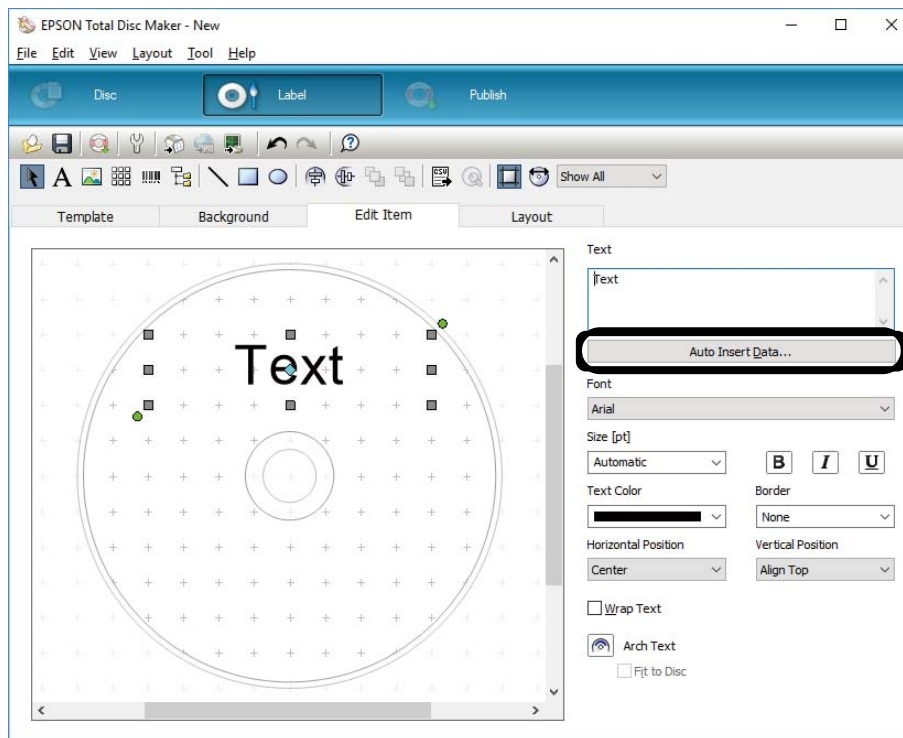 EPSON Total Disc Maker - New
File Edit View Layout Tool Help
Disc Label Publish
A CSV Show All
Template Background Edit Item Layout
Text
Text
Text
Auto Insert Data...
Font
Arial
Size [pt]
Automatic B I U
Text Color Border
None
Horizontal Position Vertical Position
Center Align Top
Wrap Text
Arch Text
Fit to Disc